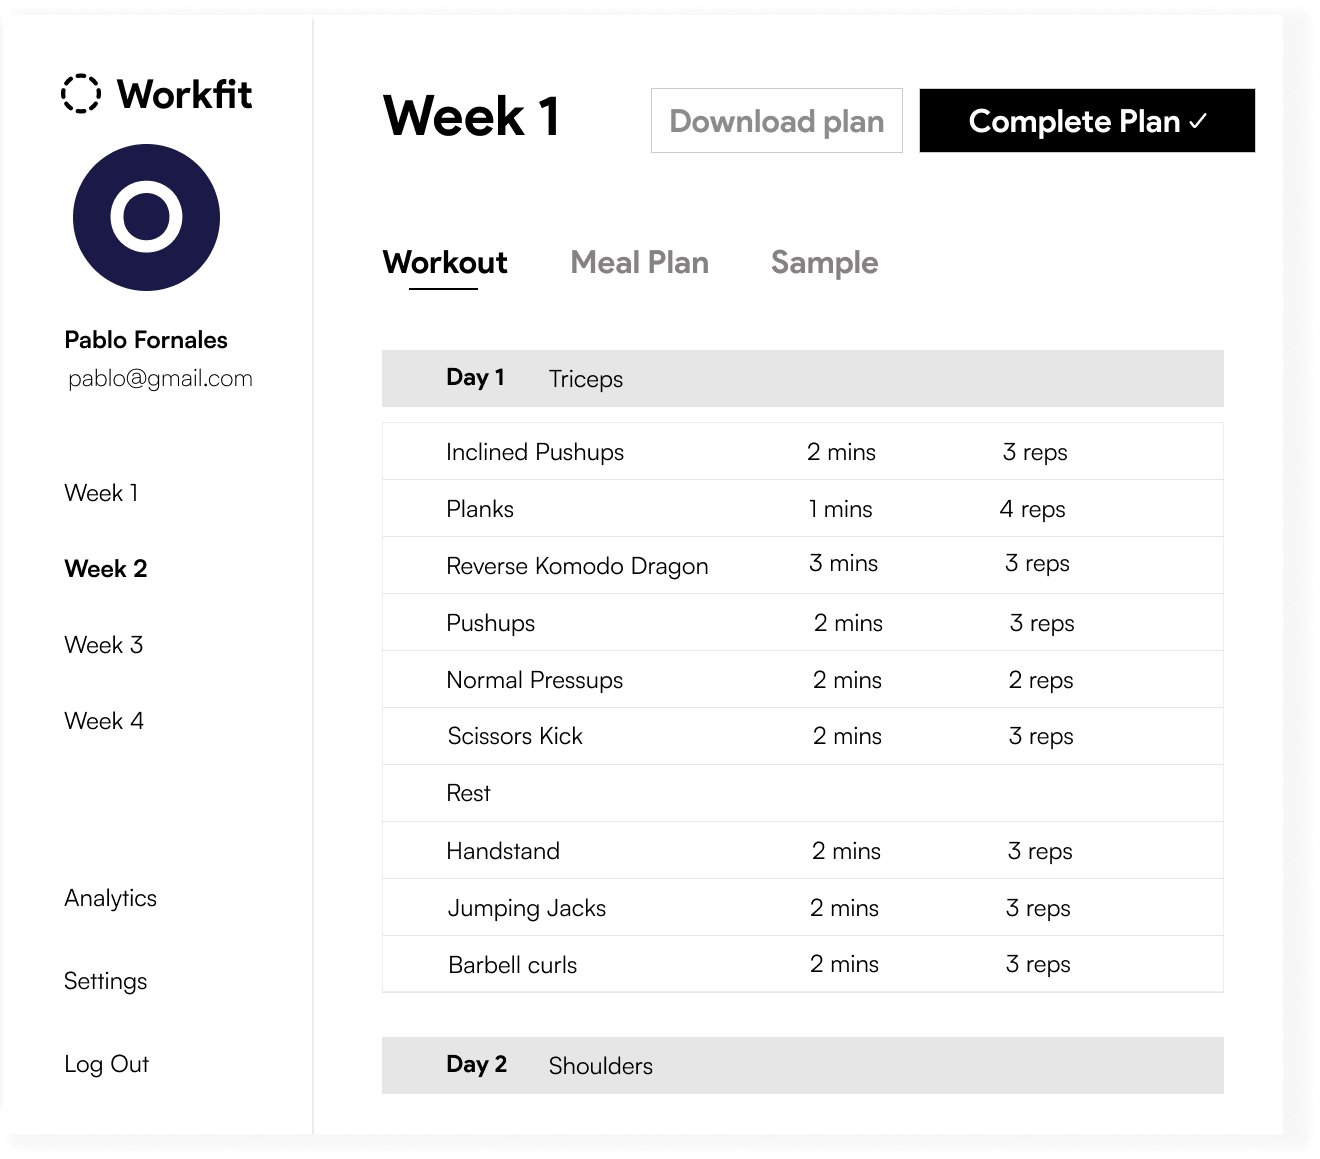 Workfit
Pablo Fornales
pablo@gmail.com
Week 1
Week 2
Week 3
Week 4
Analytics
Settings
Log Out
Week 1
Download plan
Complete Plan ✓
Workout Meal Plan Sample
Day 1 Triceps
Inclined Pushups 2 mins 3 reps
Planks 1 mins 4 reps
Reverse Komodo Dragon 3 mins 3 reps
Pushups 2 mins 3 reps
Normal Pressups 2 mins 2 reps
Scissors Kick 2 mins 3 reps
Rest
Handstand 2 mins 3 reps
Jumping Jacks 2 mins 3 reps
Barbell curls 2 mins 3 reps
Day 2 Shoulders